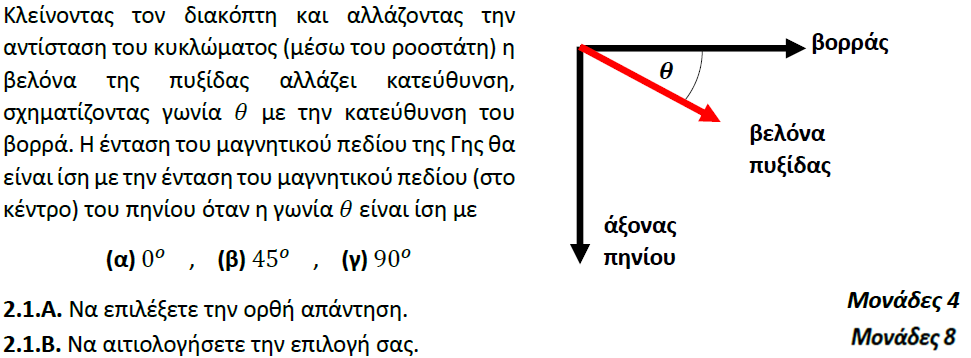 Κλείνοντας τον διακόπτη και αλλάζοντας την
αντίσταση του κυκλώματος (μέσω του ροοστάτη) η
βελόνα της πυξίδας αλλάζει κατεύθυνση,
σχηματίζοντας γωνία θ με την κατεύθυνση του
βορρά. Η ένταση του μαγνητικού πεδίου της Γης θα
είναι ίση με την ένταση του μαγνητικού πεδίου (στο
κέντρο) του πηνίου όταν η γωνία θ είναι ίση με
(α) 0° , (β) 45° , (γ) 90°
2.1.Α. Να επιλέξετε την ορθή απάντηση.
2.1.Β. Να αιτιολογήσετε την επιλογή σας.
βορράς
θ
βελόνα
πυξίδας
άξονας
πηνίου
Μονάδες 4
Μονάδες 8